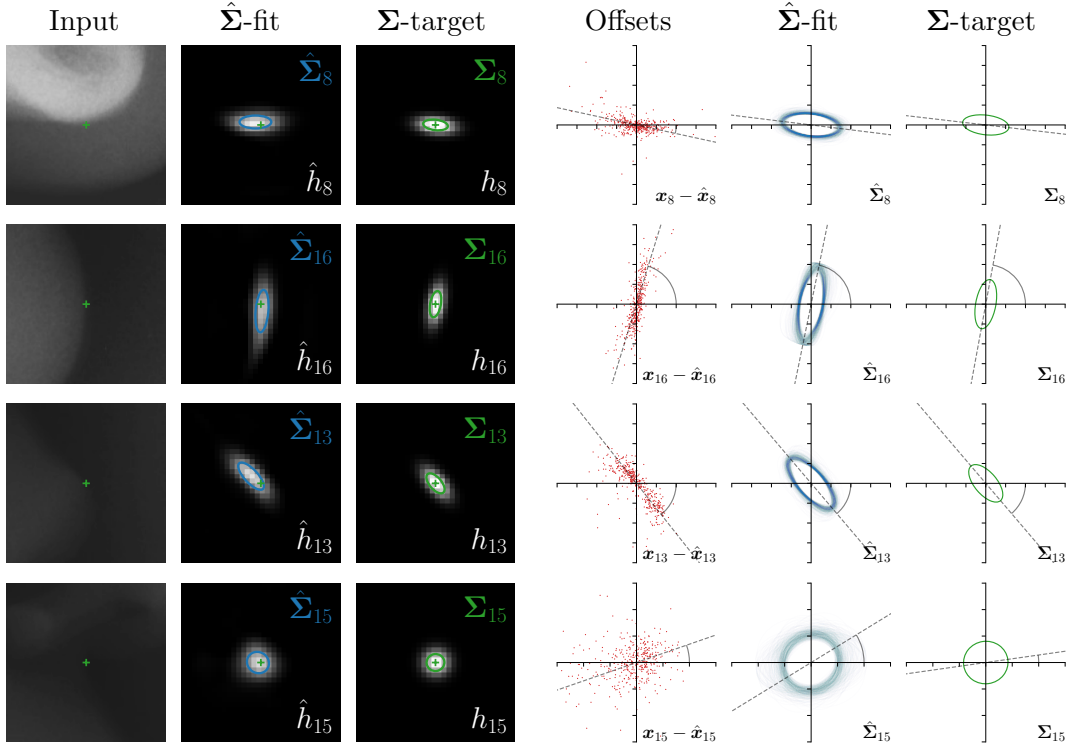 Input Σ̂-fit Σ-target Offsets Σ̂-fit Σ-target
Σ̂₈ Σ₈
ĥ₈ h₈ x₈ − x̂₈ Σ̂₈ Σ₈
Σ̂₁₆ Σ₁₆
ĥ₁₆ h₁₆ x₁₆ − x̂₁₆ Σ̂₁₆ Σ₁₆
Σ̂₁₃ Σ₁₃
ĥ₁₃ h₁₃ x₁₃ − x̂₁₃ Σ̂₁₃ Σ₁₃
Σ̂₁₅ Σ₁₅
ĥ₁₅ h₁₅ x₁₅ − x̂₁₅ Σ̂₁₅ Σ₁₅